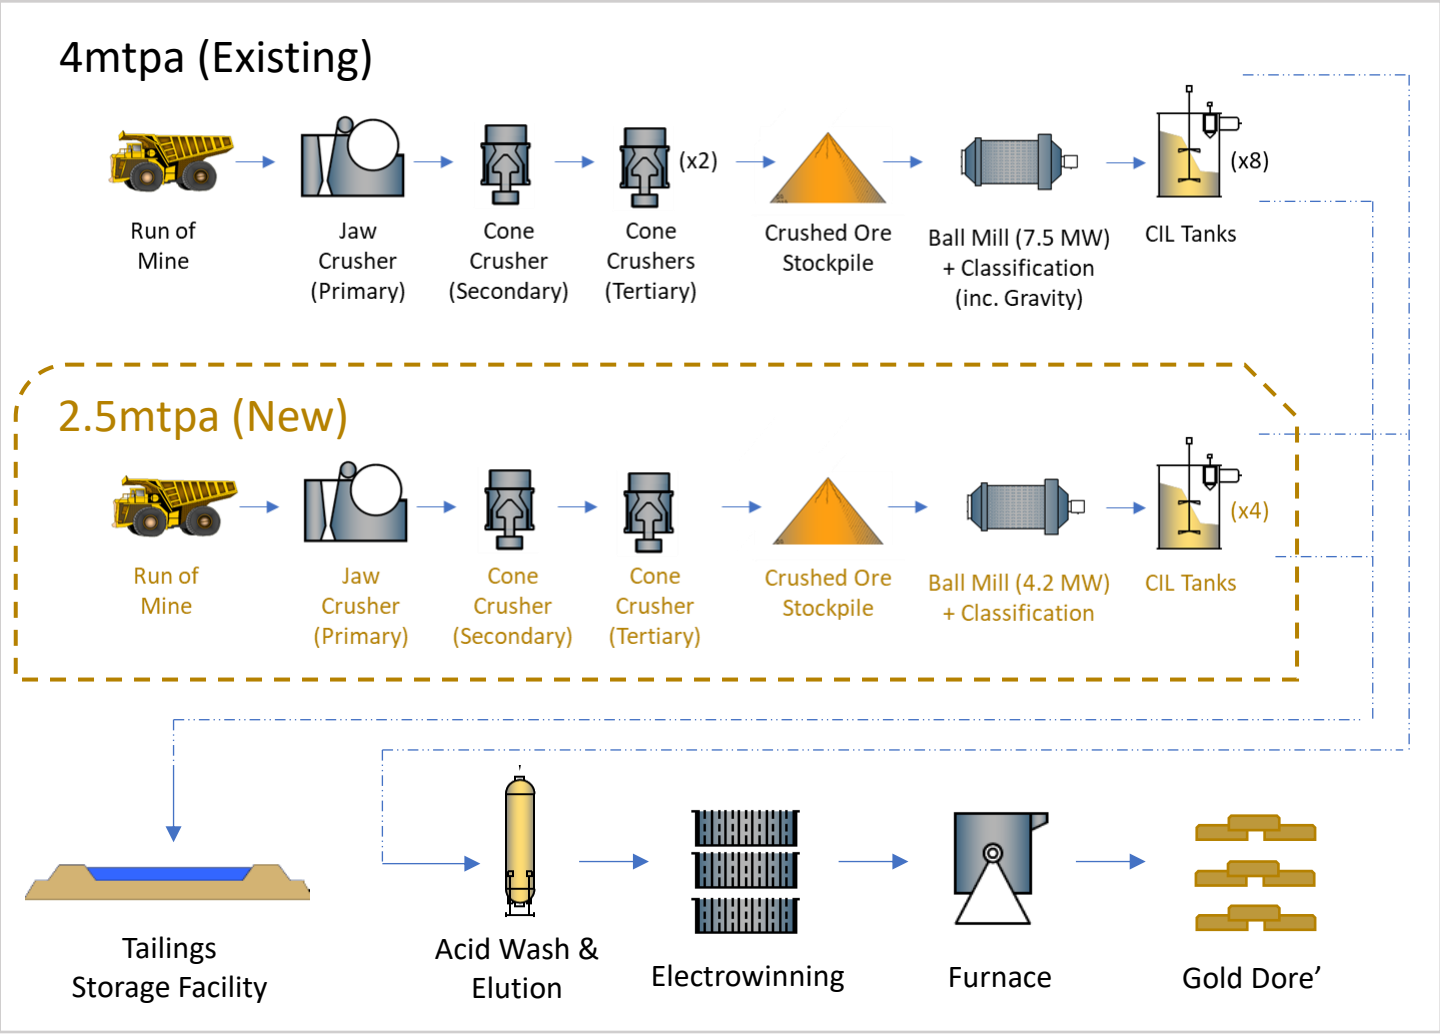 4mtpa (Existing)
(x2)
(x8)
Run of
Mine
Jaw
Crusher
(Primary)
Cone
Crusher
(Secondary)
Cone
Crushers
(Tertiary)
Crushed Ore
Stockpile
Ball Mill (7.5 MW)
+ Classification
(inc. Gravity)
CIL Tanks
2.5mtpa (New)
(x4)
Run of
Mine
Jaw
Crusher
(Primary)
Cone
Crusher
(Secondary)
Cone
Crusher
(Tertiary)
Crushed Ore
Stockpile
Ball Mill (4.2 MW)
+ Classification
CIL Tanks
Tailings
Storage Facility
Acid Wash &
Elution
Electrowinning
Furnace
Gold Dore’